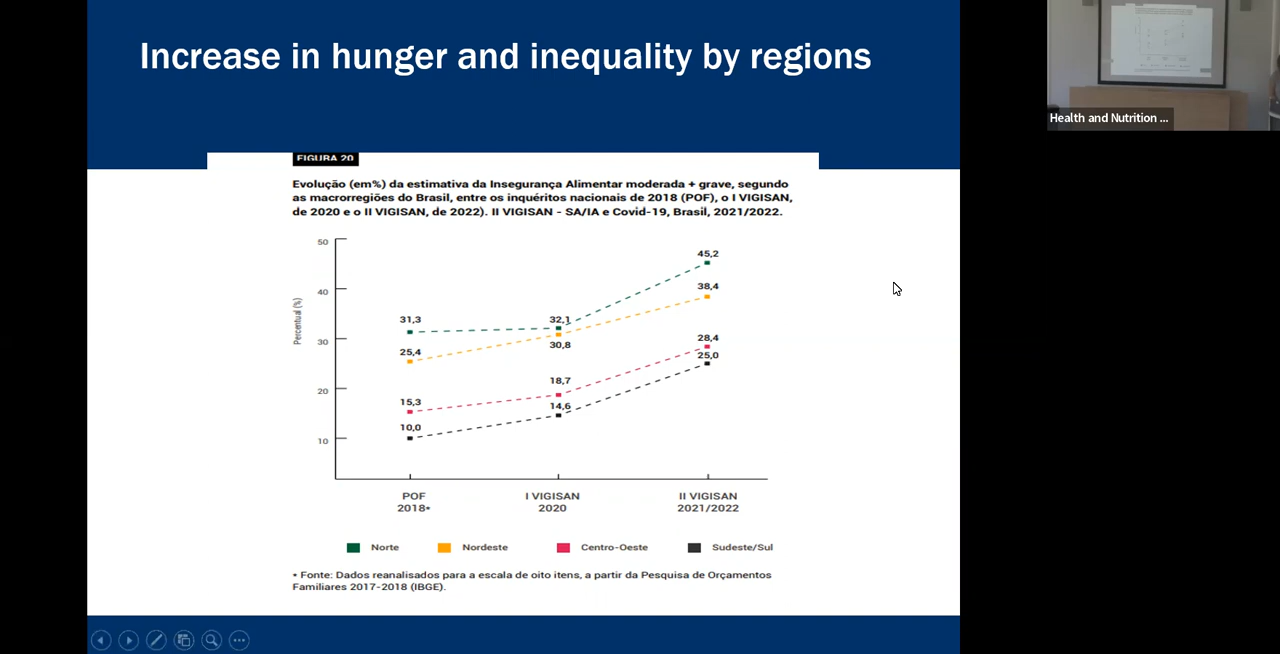 Increase in hunger and inequality by regions
Health and Nutrition ...
FIGURA 20
Evolução (em%) da estimativa da Insegurança Alimentar moderada + grave, segundo
as macrorregiões do Brasil, entre os inquéritos nacionais de 2018 (POF), o I VIGISAN,
de 2020 e o II VIGISAN, de 2022). II VIGISAN - SA/IA e Covid-19, Brasil, 2021/2022.
Percentual (%)
50
40
30
20
10
31,3
25,4
15,3
10,0
32,1
30,8
18,7
14,6
45,2
38,4
28,4
25,0
POF
2018*
I VIGISAN
2020
II VIGISAN
2021/2022
Norte
Nordeste
Centro-Oeste
Sudeste/Sul
* Fonte: Dados reanalisados para a escala de oito itens, a partir da Pesquisa de Orçamentos
Familiares 2017-2018 (IBGE).